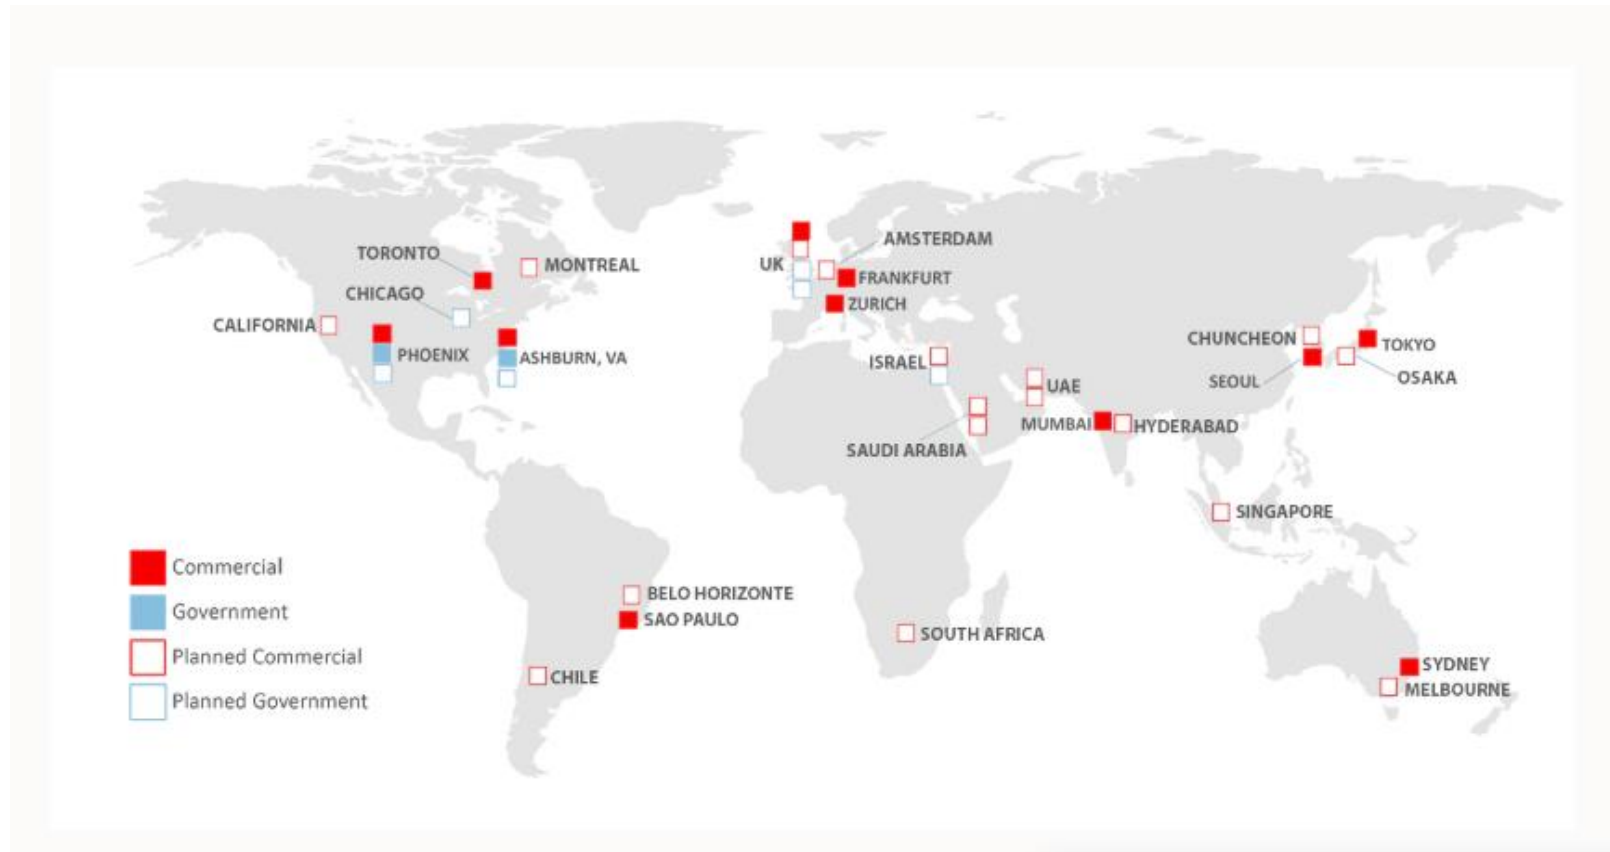 AMSTERDAM
TORONTO
UK
MONTREAL
FRANKFURT
CHICAGO
ZURICH
CALIFORNIA
CHUNCHEON
TOKYO
PHOENIX
ASHBURN, VA
ISRAEL
OSAKA
SEOUL
UAE
MUMBAI
HYDERABAD
SAUDI ARABIA
SINGAPORE
Commercial
BELO HORIZONTE
Government
SAO PAULO
SOUTH AFRICA
Planned Commercial
SYDNEY
CHILE
MELBOURNE
Planned Government